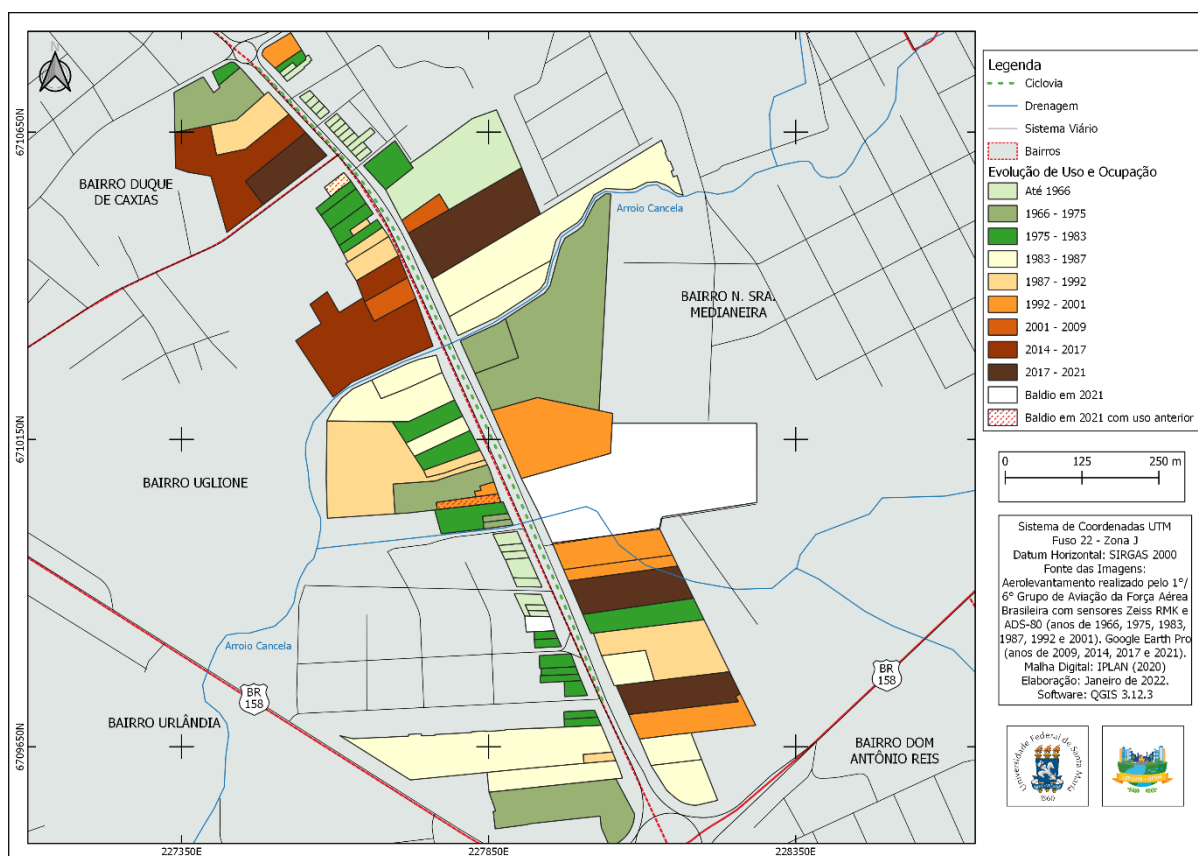 N
6710650N
6710150N
6709650N
227350E
227850E
228350E
BAIRRO DUQUE
DE CAXIAS
Arroio Cancela
BAIRRO N. SRA.
MEDIANEIRA
BAIRRO UGLIONE
Arroio Cancela
BR
158
BR
158
BAIRRO URLÂNDIA
BAIRRO DOM
ANTÔNIO REIS
Legenda
Ciclovia
Drenagem
Sistema Viário
Bairros
Evolução de Uso e Ocupação
Até 1966
1966 - 1975
1975 - 1983
1983 - 1987
1987 - 1992
1992 - 2001
2001 - 2009
2014 - 2017
2017 - 2021
Baldio em 2021
Baldio em 2021 com uso anterior
0 125 250 m
Sistema de Coordenadas UTM
Fuso 22 - Zona J
Datum Horizontal: SIRGAS 2000
Fonte das Imagens:
Aerolevantamento realizado pelo 1°/
6° Grupo de Aviação da Força Aérea
Brasileira com sensores Zeiss RMK e
ADS-80 (anos de 1966, 1975, 1983,
1987, 1992 e 2001). Google Earth Pro
(anos de 2009, 2014, 2017 e 2021).
Malha Digital: IPLAN (2020)
Elaboração: Janeiro de 2022.
Software: QGIS 3.12.3
Universidade Federal de Santa Maria
1960